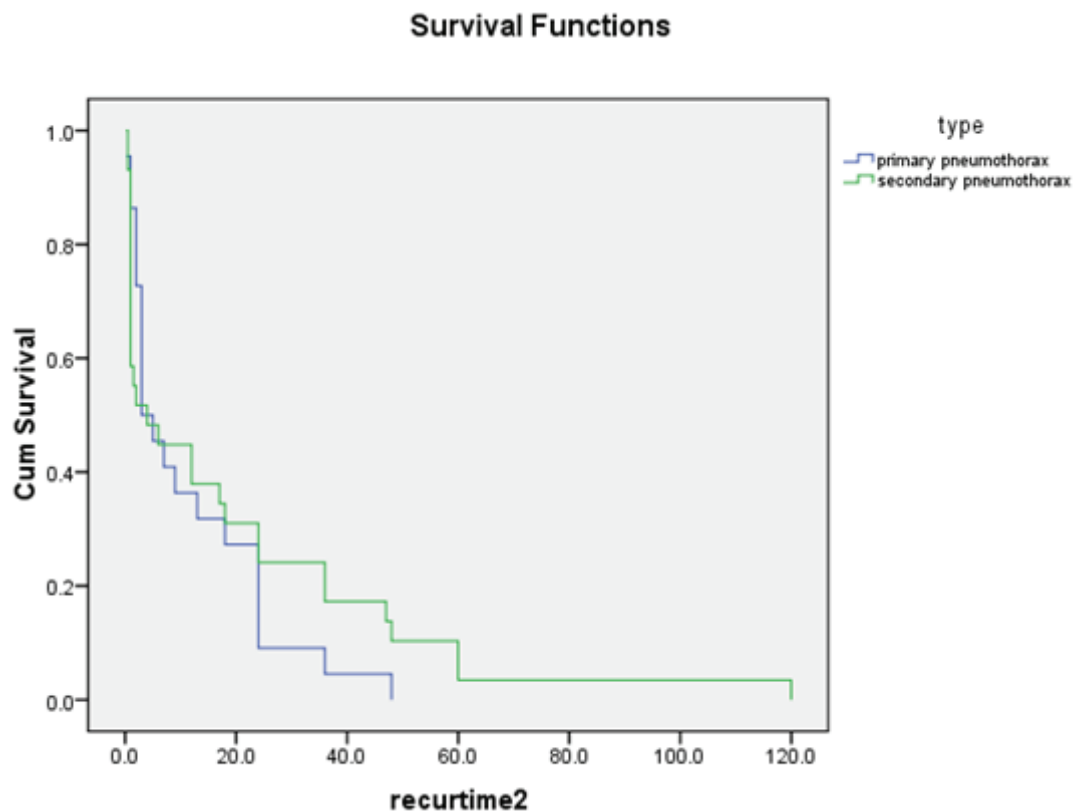 Survival Functions
type
primary pneumothorax
secondary pneumothorax
1.0
0.8
0.6
0.4
0.2
0.0
Cum Survival
0.0 20.0 40.0 60.0 80.0 100.0 120.0
recurtime2